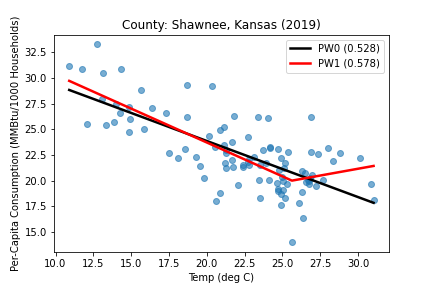 County: Shawnee, Kansas (2019)
PW0 (0.528)
PW1 (0.578)
Per-Capita Consumption (MMBtu/1000 Households)
32.5
30.0
27.5
25.0
22.5
20.0
17.5
15.0
10.0 12.5 15.0 17.5 20.0 22.5 25.0 27.5 30.0
Temp (deg C)